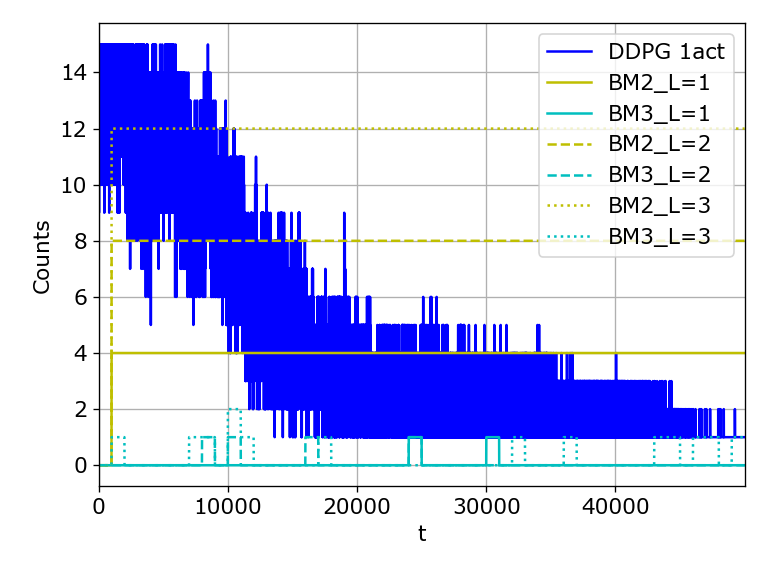 14
12
10
8
6
4
2
0
Counts
0 10000 20000 30000 40000
t
DDPG 1act
BM2_L=1
BM3_L=1
BM2_L=2
BM3_L=2
BM2_L=3
BM3_L=3